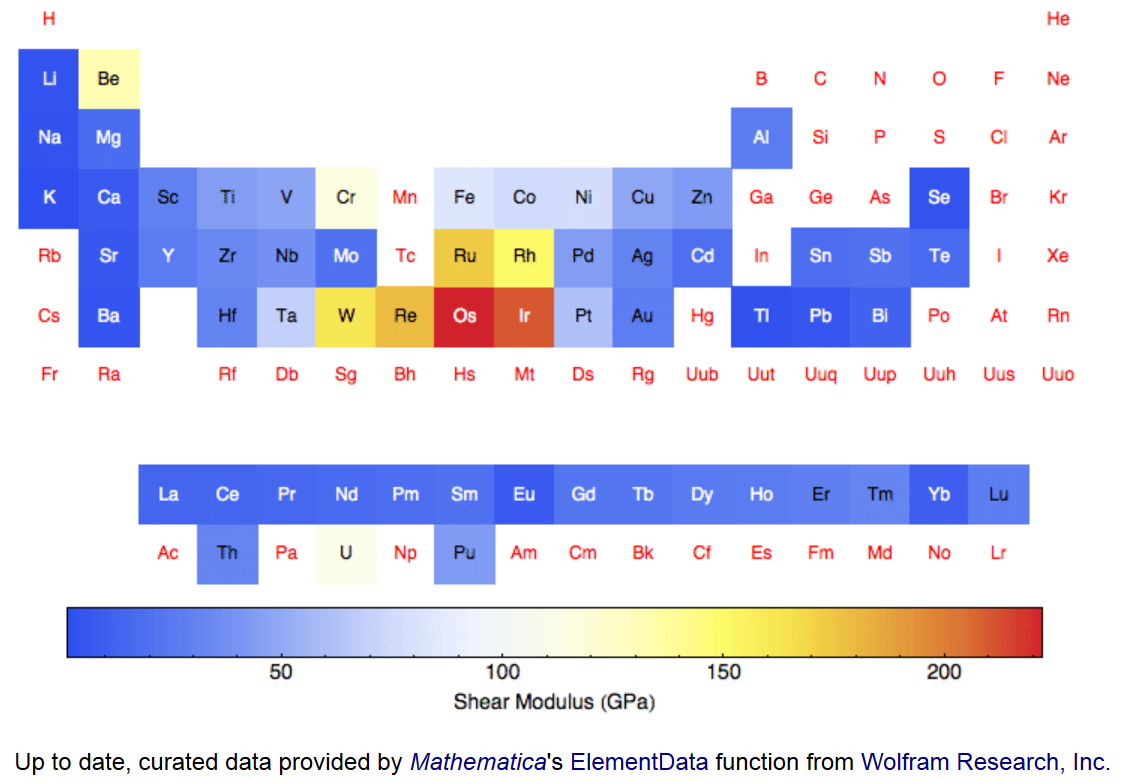 H He
Li Be B C N O F Ne
Na Mg Al Si P S Cl Ar
K Ca Sc Ti V Cr Mn Fe Co Ni Cu Zn Ga Ge As Se Br Kr
Rb Sr Y Zr Nb Mo Tc Ru Rh Pd Ag Cd In Sn Sb Te I Xe
Cs Ba Hf Ta W Re Os Ir Pt Au Hg Tl Pb Bi Po At Rn
Fr Ra Rf Db Sg Bh Hs Mt Ds Rg Uub Uut Uuq Uup Uuh Uus Uuo
La Ce Pr Nd Pm Sm Eu Gd Tb Dy Ho Er Tm Yb Lu
Ac Th Pa U Np Pu Am Cm Bk Cf Es Fm Md No Lr
50 100 150 200
Shear Modulus (GPa)
Up to date, curated data provided by Mathematica's ElementData function from Wolfram Research, Inc.